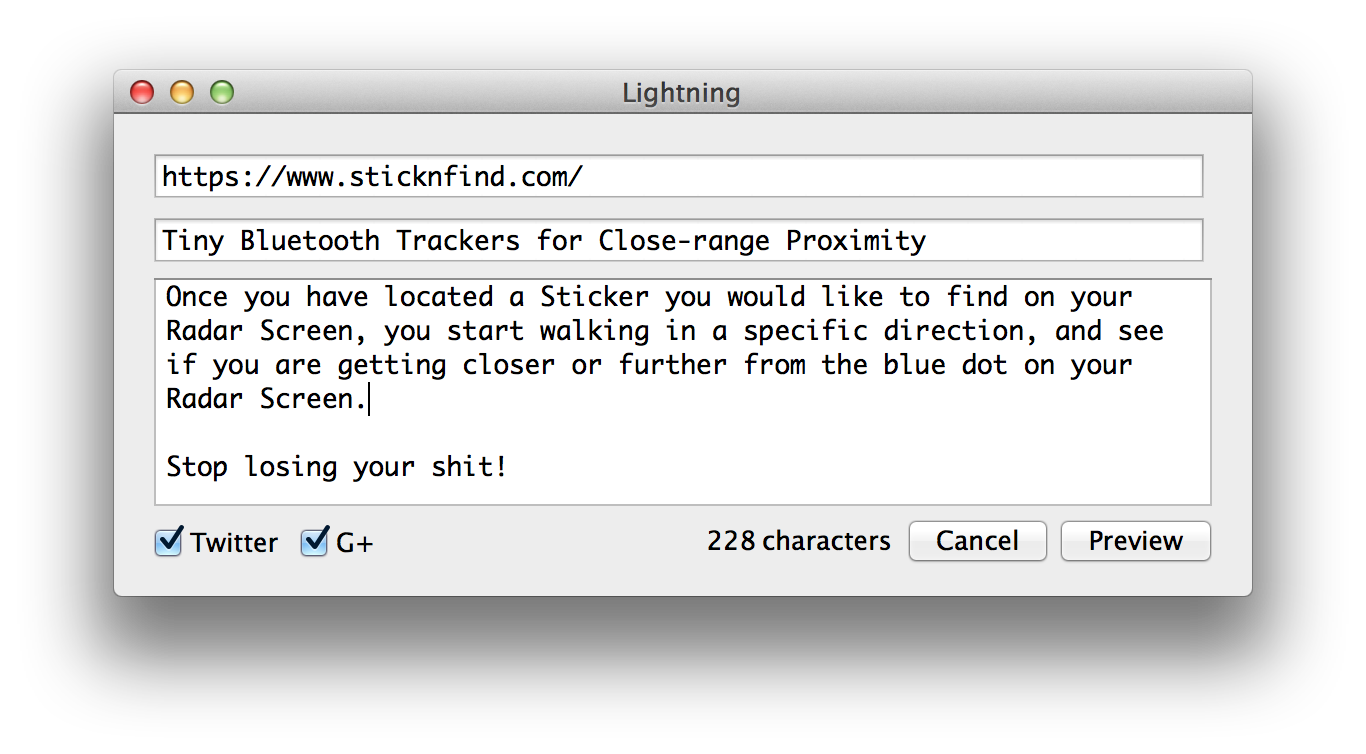 Lightning
https://www.sticknfind.com/
Tiny Bluetooth Trackers for Close-range Proximity
Once you have located a Sticker you would like to find on your
Radar Screen, you start walking in a specific direction, and see
if you are getting closer or further from the blue dot on your
Radar Screen.
Stop losing your shit!
Twitter G+ 228 characters Cancel Preview